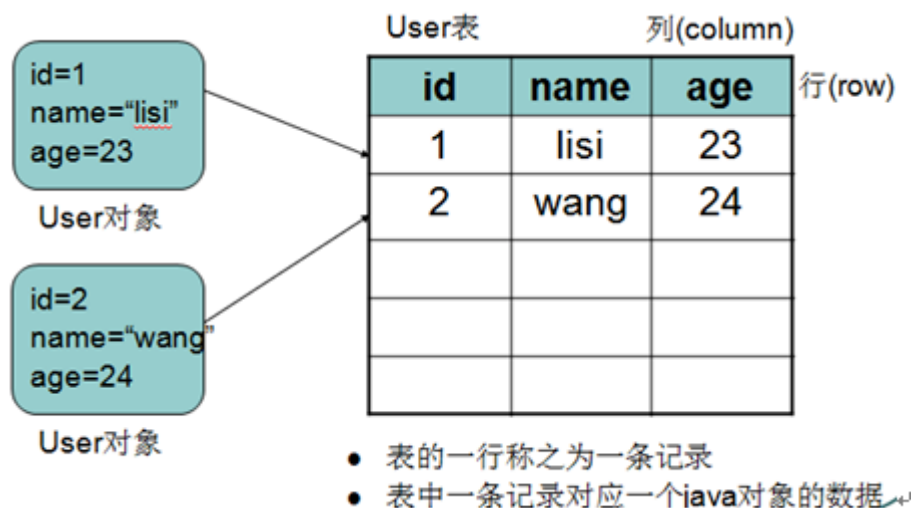 User表 列(column)
id name age 行(row)
1 lisi 23
2 wang 24
id=1
name=“lisi”
age=23
User对象
id=2
name=“wang”
age=24
User对象
● 表的一行称之为一条记录
● 表中一条记录对应一个java对象的数据